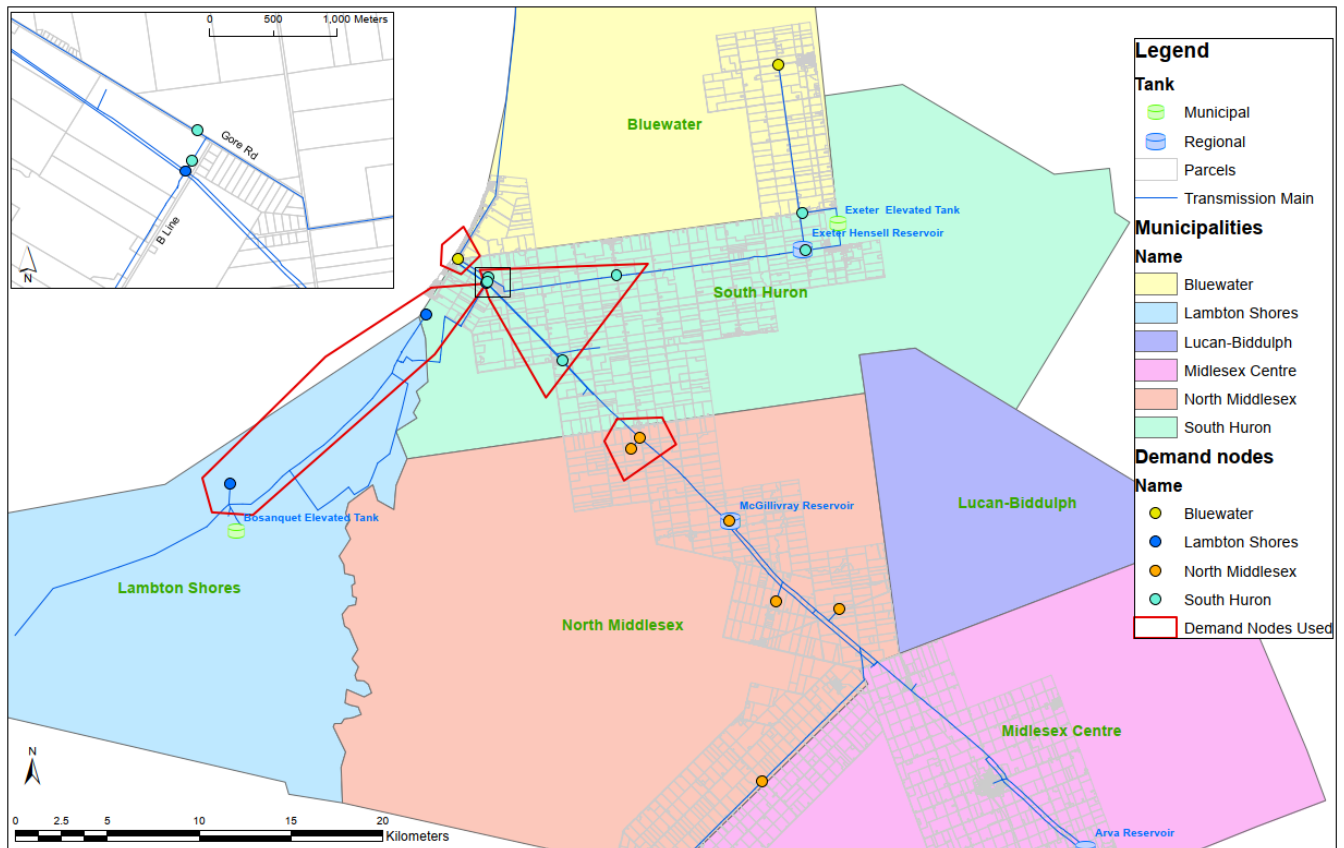 0 500 1,000 Meters
Gore Rd
B Line
N
Bluewater
Exeter Elevated Tank
Exeter Hensell Reservoir
South Huron
McGillivray Reservoir
Lucan-Biddulph
Bosanquet Elevated Tank
Lambton Shores
North Middlesex
Midlesex Centre
Arva Reservoir
N
0 2.5 5 10 15 20
Kilometers
Legend
Tank
Municipal
Regional
Parcels
Transmission Main
Municipalities
Name
Bluewater
Lambton Shores
Lucan-Biddulph
Midlesex Centre
North Middlesex
South Huron
Demand nodes
Name
Bluewater
Lambton Shores
North Middlesex
South Huron
Demand Nodes Used